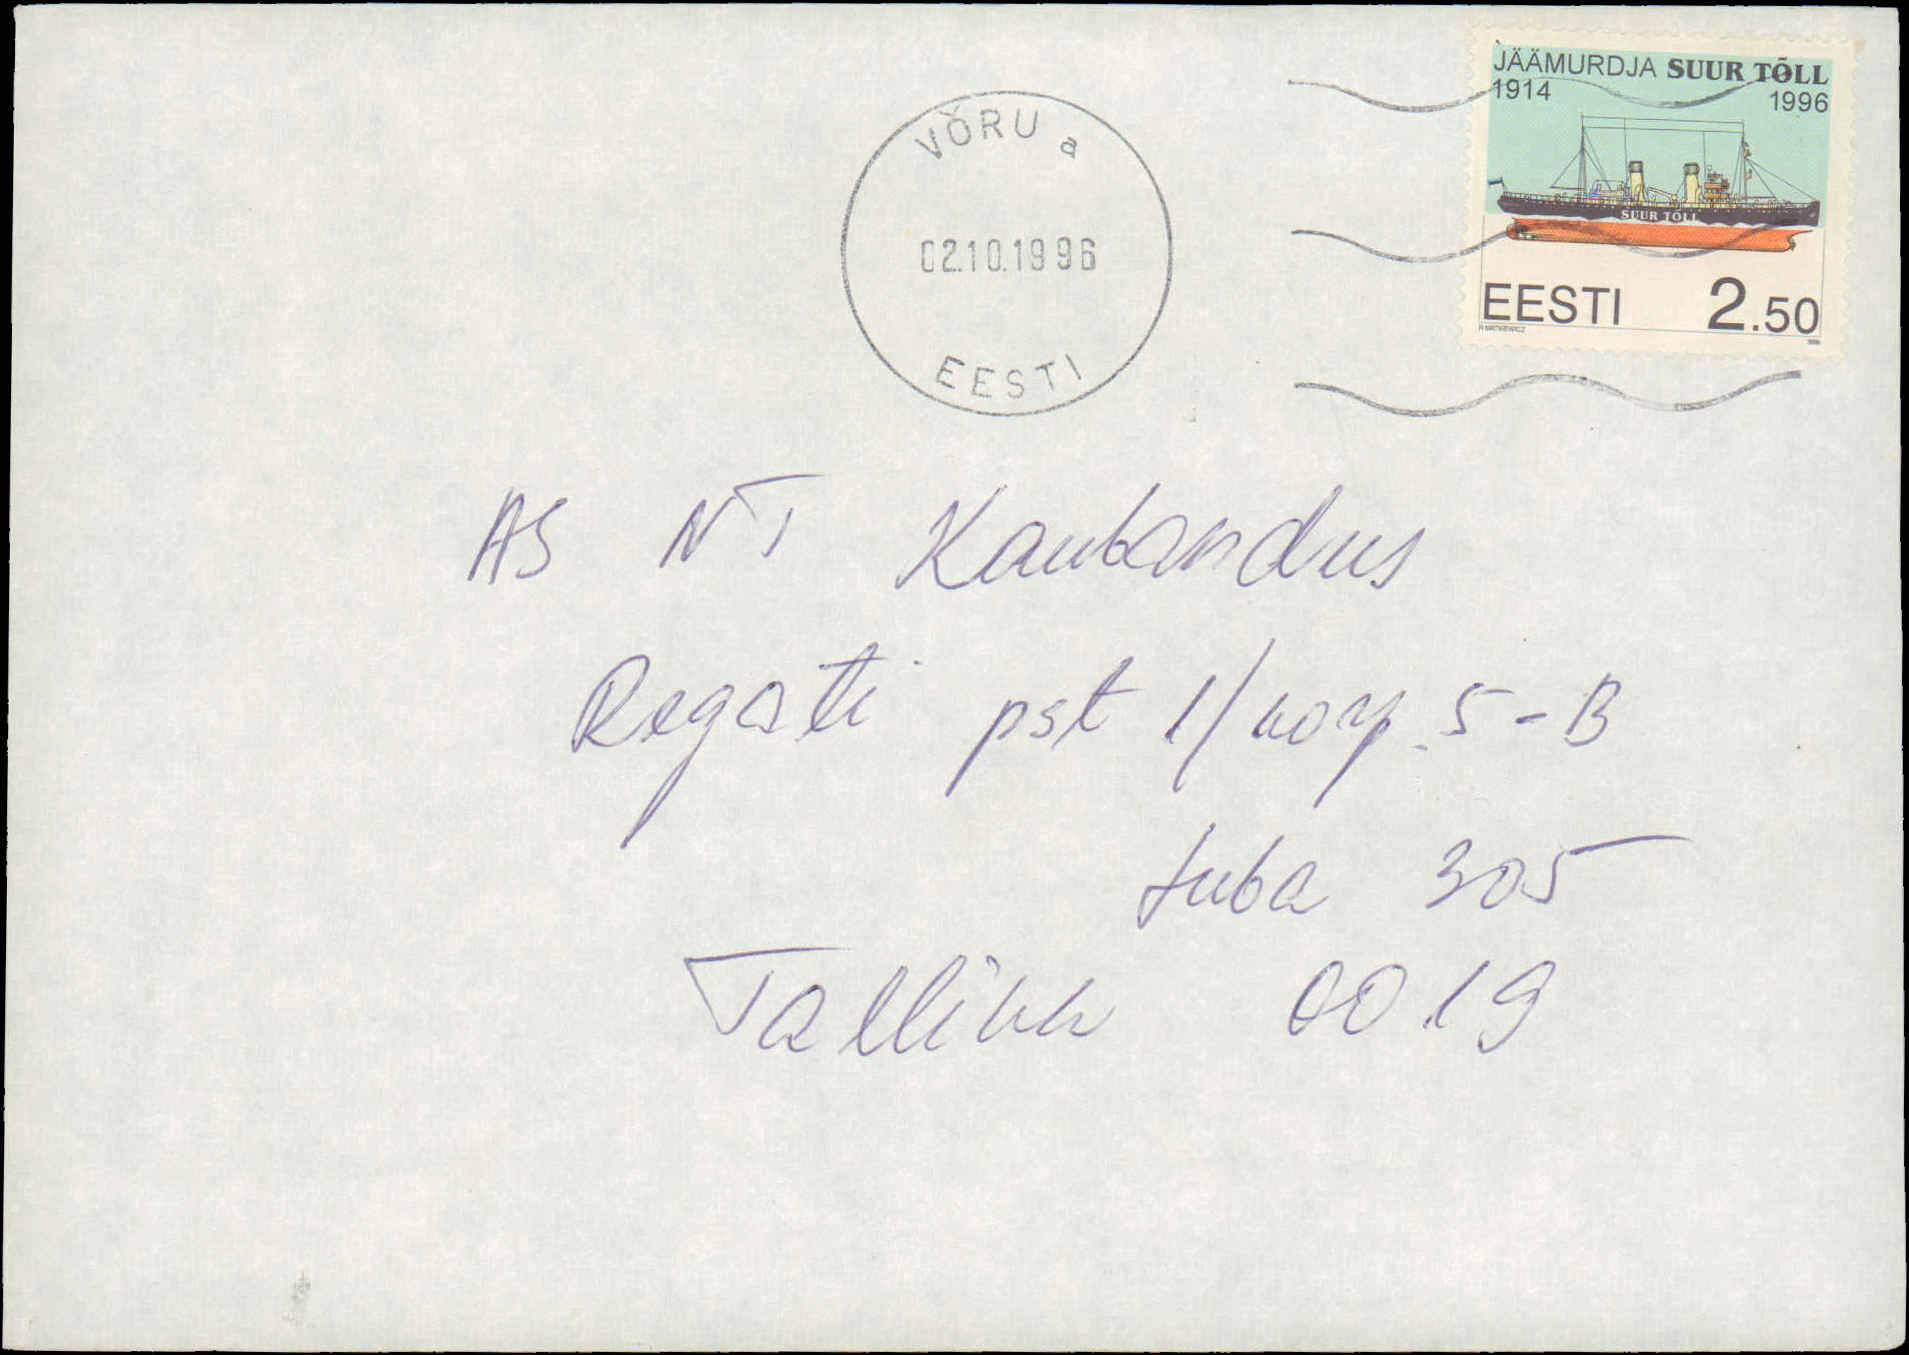 JÄÄMURDJA SUUR TÕLL
1914 1996
SUUR TÕLL
EESTI 2.50
VÕRU a
02.10.1996
EESTI
AS NT Kaubandus
Regati pst 1 / 5-B
tuba 305
Tallinn 0019